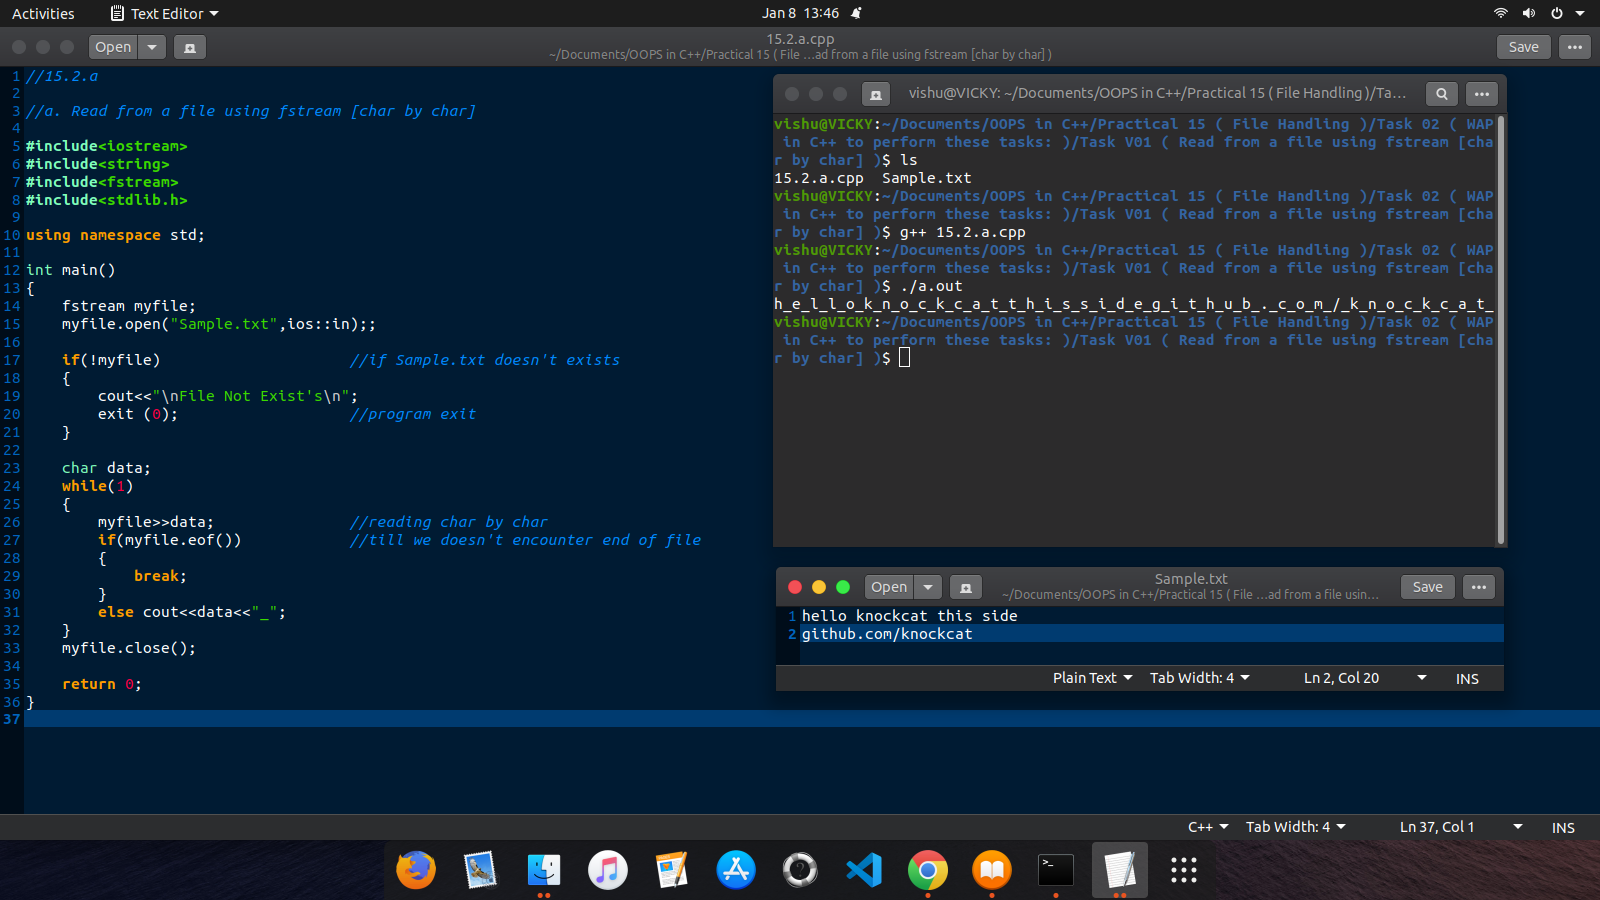 Activities Text Editor Jan 8 13:46
Open 15.2.a.cpp Save
~/Documents/OOPS in C++/Practical 15 ( File ...ad from a file using fstream [char by char] )
1 //15.2.a
2
3 //a. Read from a file using fstream [char by char]
4
5 #include<iostream>
6 #include<string>
7 #include<fstream>
8 #include<stdlib.h>
9
10 using namespace std;
11
12 int main()
13 {
14     fstream myfile;
15     myfile.open("Sample.txt",ios::in);;
16
17     if(!myfile)                     //if Sample.txt doesn't exists
18     {
19         cout<<"\nFile Not Exist's\n";
20         exit (0);                   //program exit
21     }
22
23     char data;
24     while(1)
25     {
26         myfile>>data;               //reading char by char
27         if(myfile.eof())            //till we doesn't encounter end of file
28         {
29             break;
30         }
31         else cout<<data<<"_";
32     }
33     myfile.close();
34
35     return 0;
36 }
37
vishu@VICKY: ~/Documents/OOPS in C++/Practical 15 ( File Handling )/Ta...
vishu@VICKY:~/Documents/OOPS in C++/Practical 15 ( File Handling )/Task 02 ( WAP
 in C++ to perform these tasks: )/Task V01 ( Read from a file using fstream [cha
r by char] )$ ls
15.2.a.cpp  Sample.txt
vishu@VICKY:~/Documents/OOPS in C++/Practical 15 ( File Handling )/Task 02 ( WAP
 in C++ to perform these tasks: )/Task V01 ( Read from a file using fstream [cha
r by char] )$ g++ 15.2.a.cpp
vishu@VICKY:~/Documents/OOPS in C++/Practical 15 ( File Handling )/Task 02 ( WAP
 in C++ to perform these tasks: )/Task V01 ( Read from a file using fstream [cha
r by char] )$ ./a.out
h_e_l_l_o_k_n_o_c_k_c_a_t_t_h_i_s_s_i_d_e_g_i_t_h_u_b_._c_o_m_/_k_n_o_c_k_c_a_t_
vishu@VICKY:~/Documents/OOPS in C++/Practical 15 ( File Handling )/Task 02 ( WAP
 in C++ to perform these tasks: )/Task V01 ( Read from a file using fstream [cha
r by char] )$
Open Sample.txt Save
~/Documents/OOPS in C++/Practical 15 ( File ...ad from a file usin...
1 hello knockcat this side
2 github.com/knockcat
Plain Text Tab Width: 4 Ln 2, Col 20 INS
C++ Tab Width: 4 Ln 37, Col 1 INS